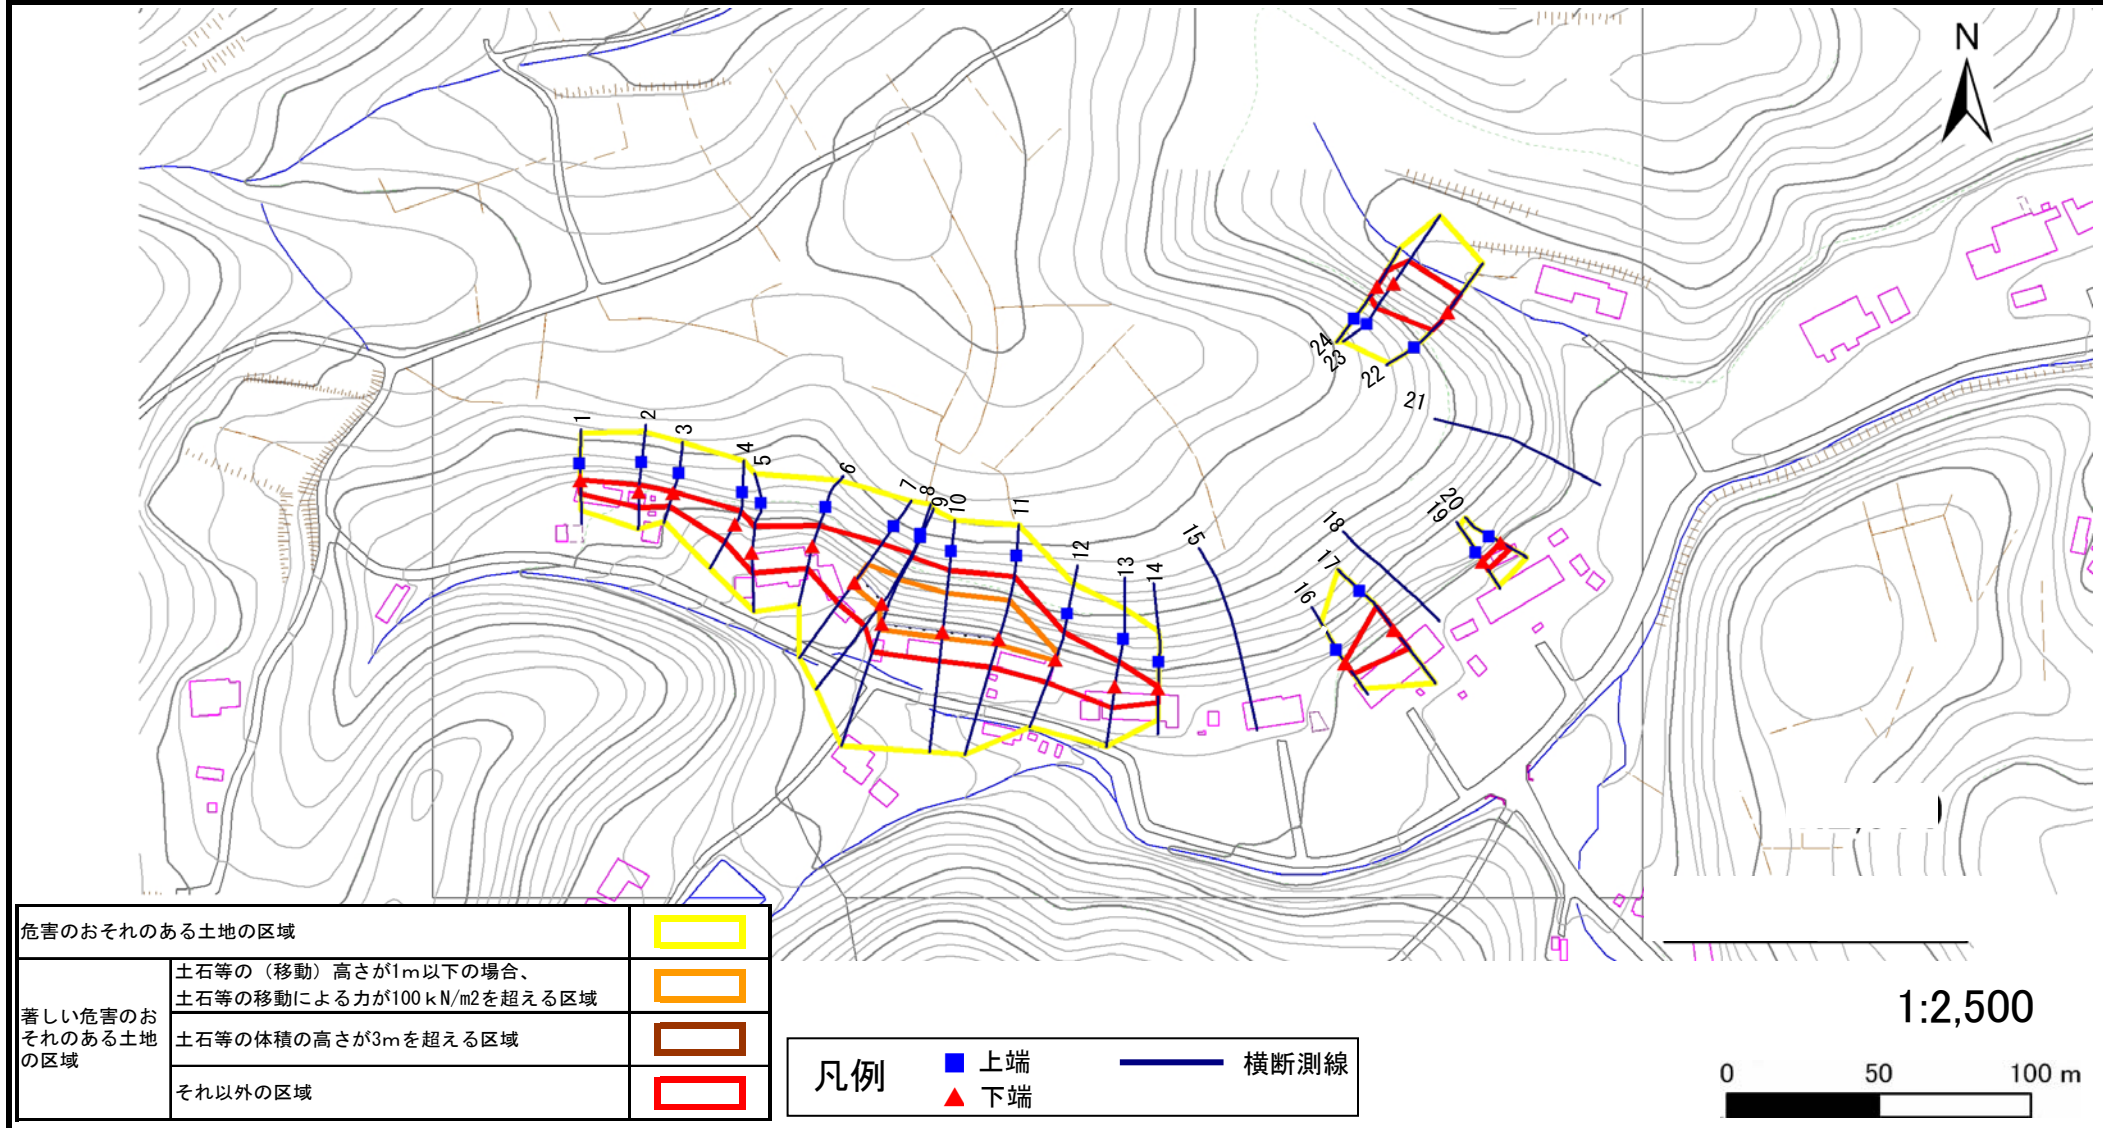 N
24
23
22
21
1
2
3
4
5
6
7
8
9
10
11
12
13
14
15
16
17
18
19
20
危害のおそれのある土地の区域
著しい危害のお
それのある土地
の区域
土石等の（移動）高さが1m以下の場合、
土石等の移動による力が100kN/m2を超える区域
土石等の体積の高さが3mを超える区域
それ以外の区域
凡例
上端
下端
横断測線
1:2,500
0 50 100 m